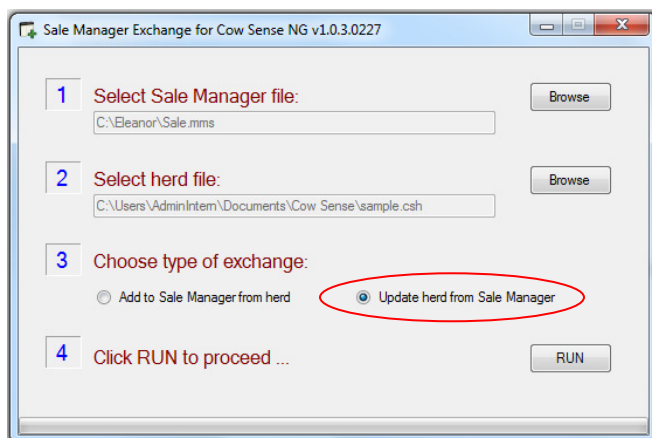 Sale Manager Exchange for Cow Sense NG v1.0.3.0227
1 Select Sale Manager file: Browse
C:\Eleanor\Sale.mms
2 Select herd file: Browse
C:\Users\AdminIntern\Documents\Cow Sense\sample.csh
3 Choose type of exchange:
Add to Sale Manager from herd Update herd from Sale Manager
4 Click RUN to proceed ... RUN